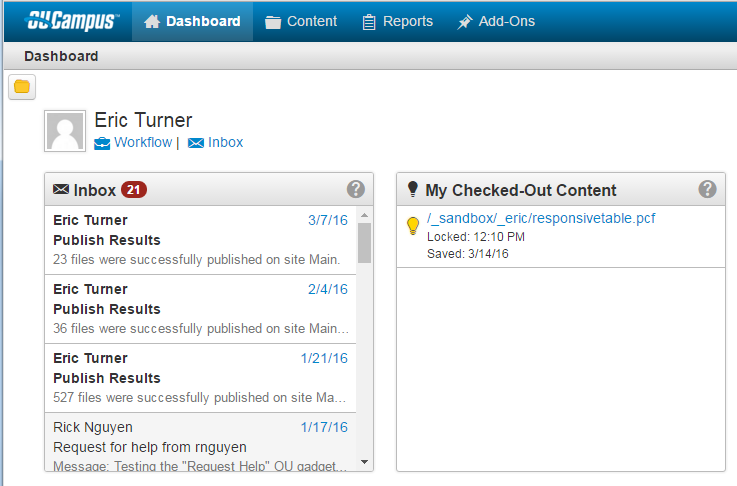 OUCampus™ Dashboard Content Reports Add-Ons
Dashboard
Eric Turner
Workflow | Inbox
Inbox 21 ?
Eric Turner 3/7/16
Publish Results
23 files were successfully published on site Main.
Eric Turner 2/4/16
Publish Results
36 files were successfully published on site Main...
Eric Turner 1/21/16
Publish Results
527 files were successfully published on site Ma...
Rick Nguyen 1/17/16
Request for help from rnguyen
Message: Testing the "Request Help" OU gadget...
My Checked-Out Content ?
/_sandbox/_eric/responsivetable.pcf
Locked: 12:10 PM
Saved: 3/14/16